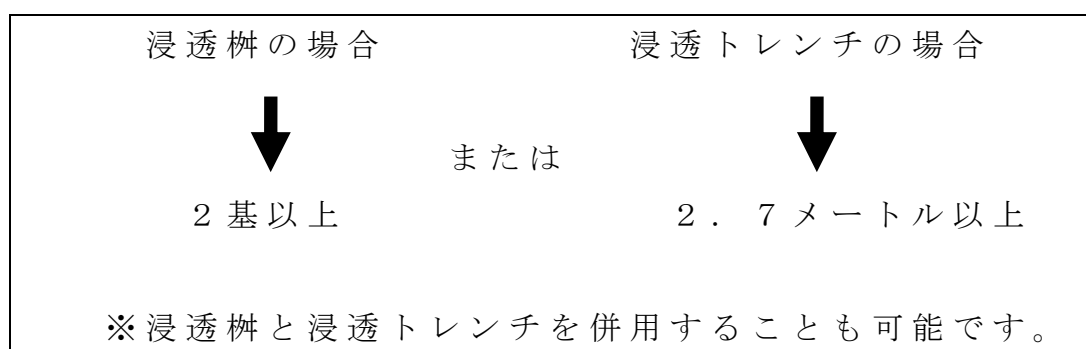 浸透桝の場合 浸透トレンチの場合
または
2基以上 2.7メートル以上
※浸透桝と浸透トレンチを併用することも可能です。